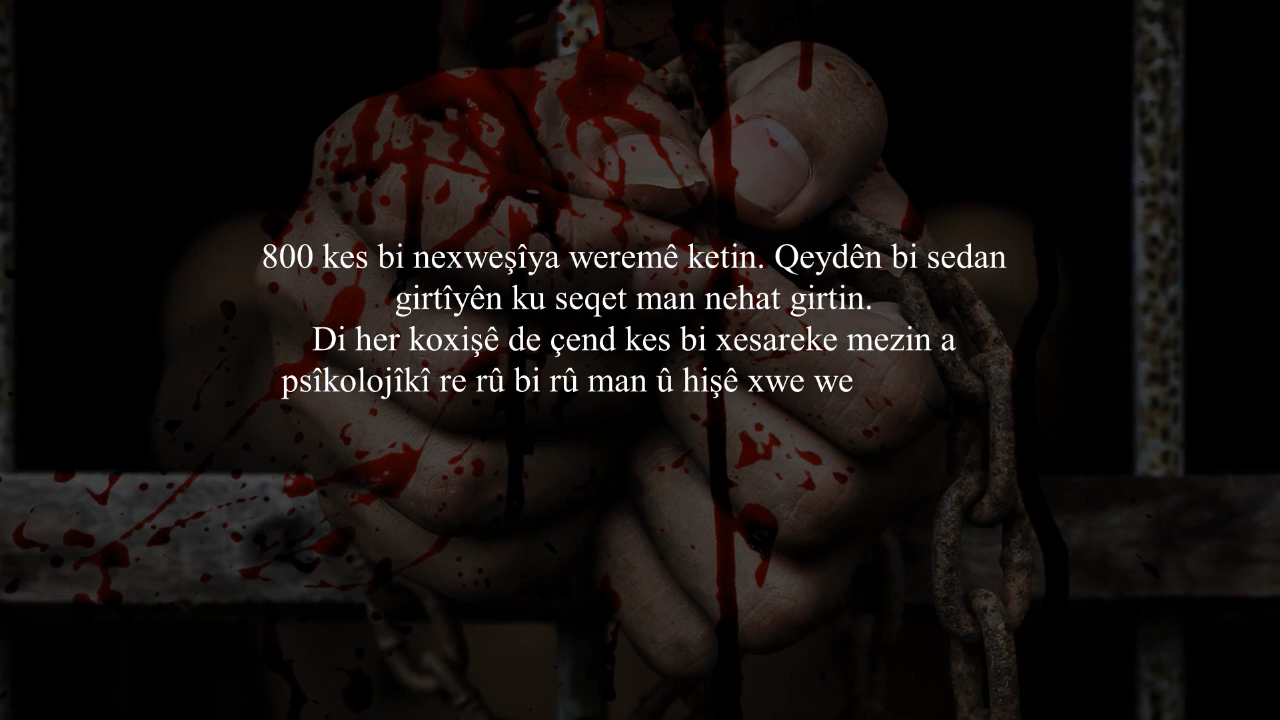 800 kes bi nexweşîya weremê ketin. Qeydên bi sedan
girtîyên ku seqet man nehat girtin.
Di her koxişê de çend kes bi xesareke mezin a
psîkolojîkî re rû bi rû man û hişê xwe we